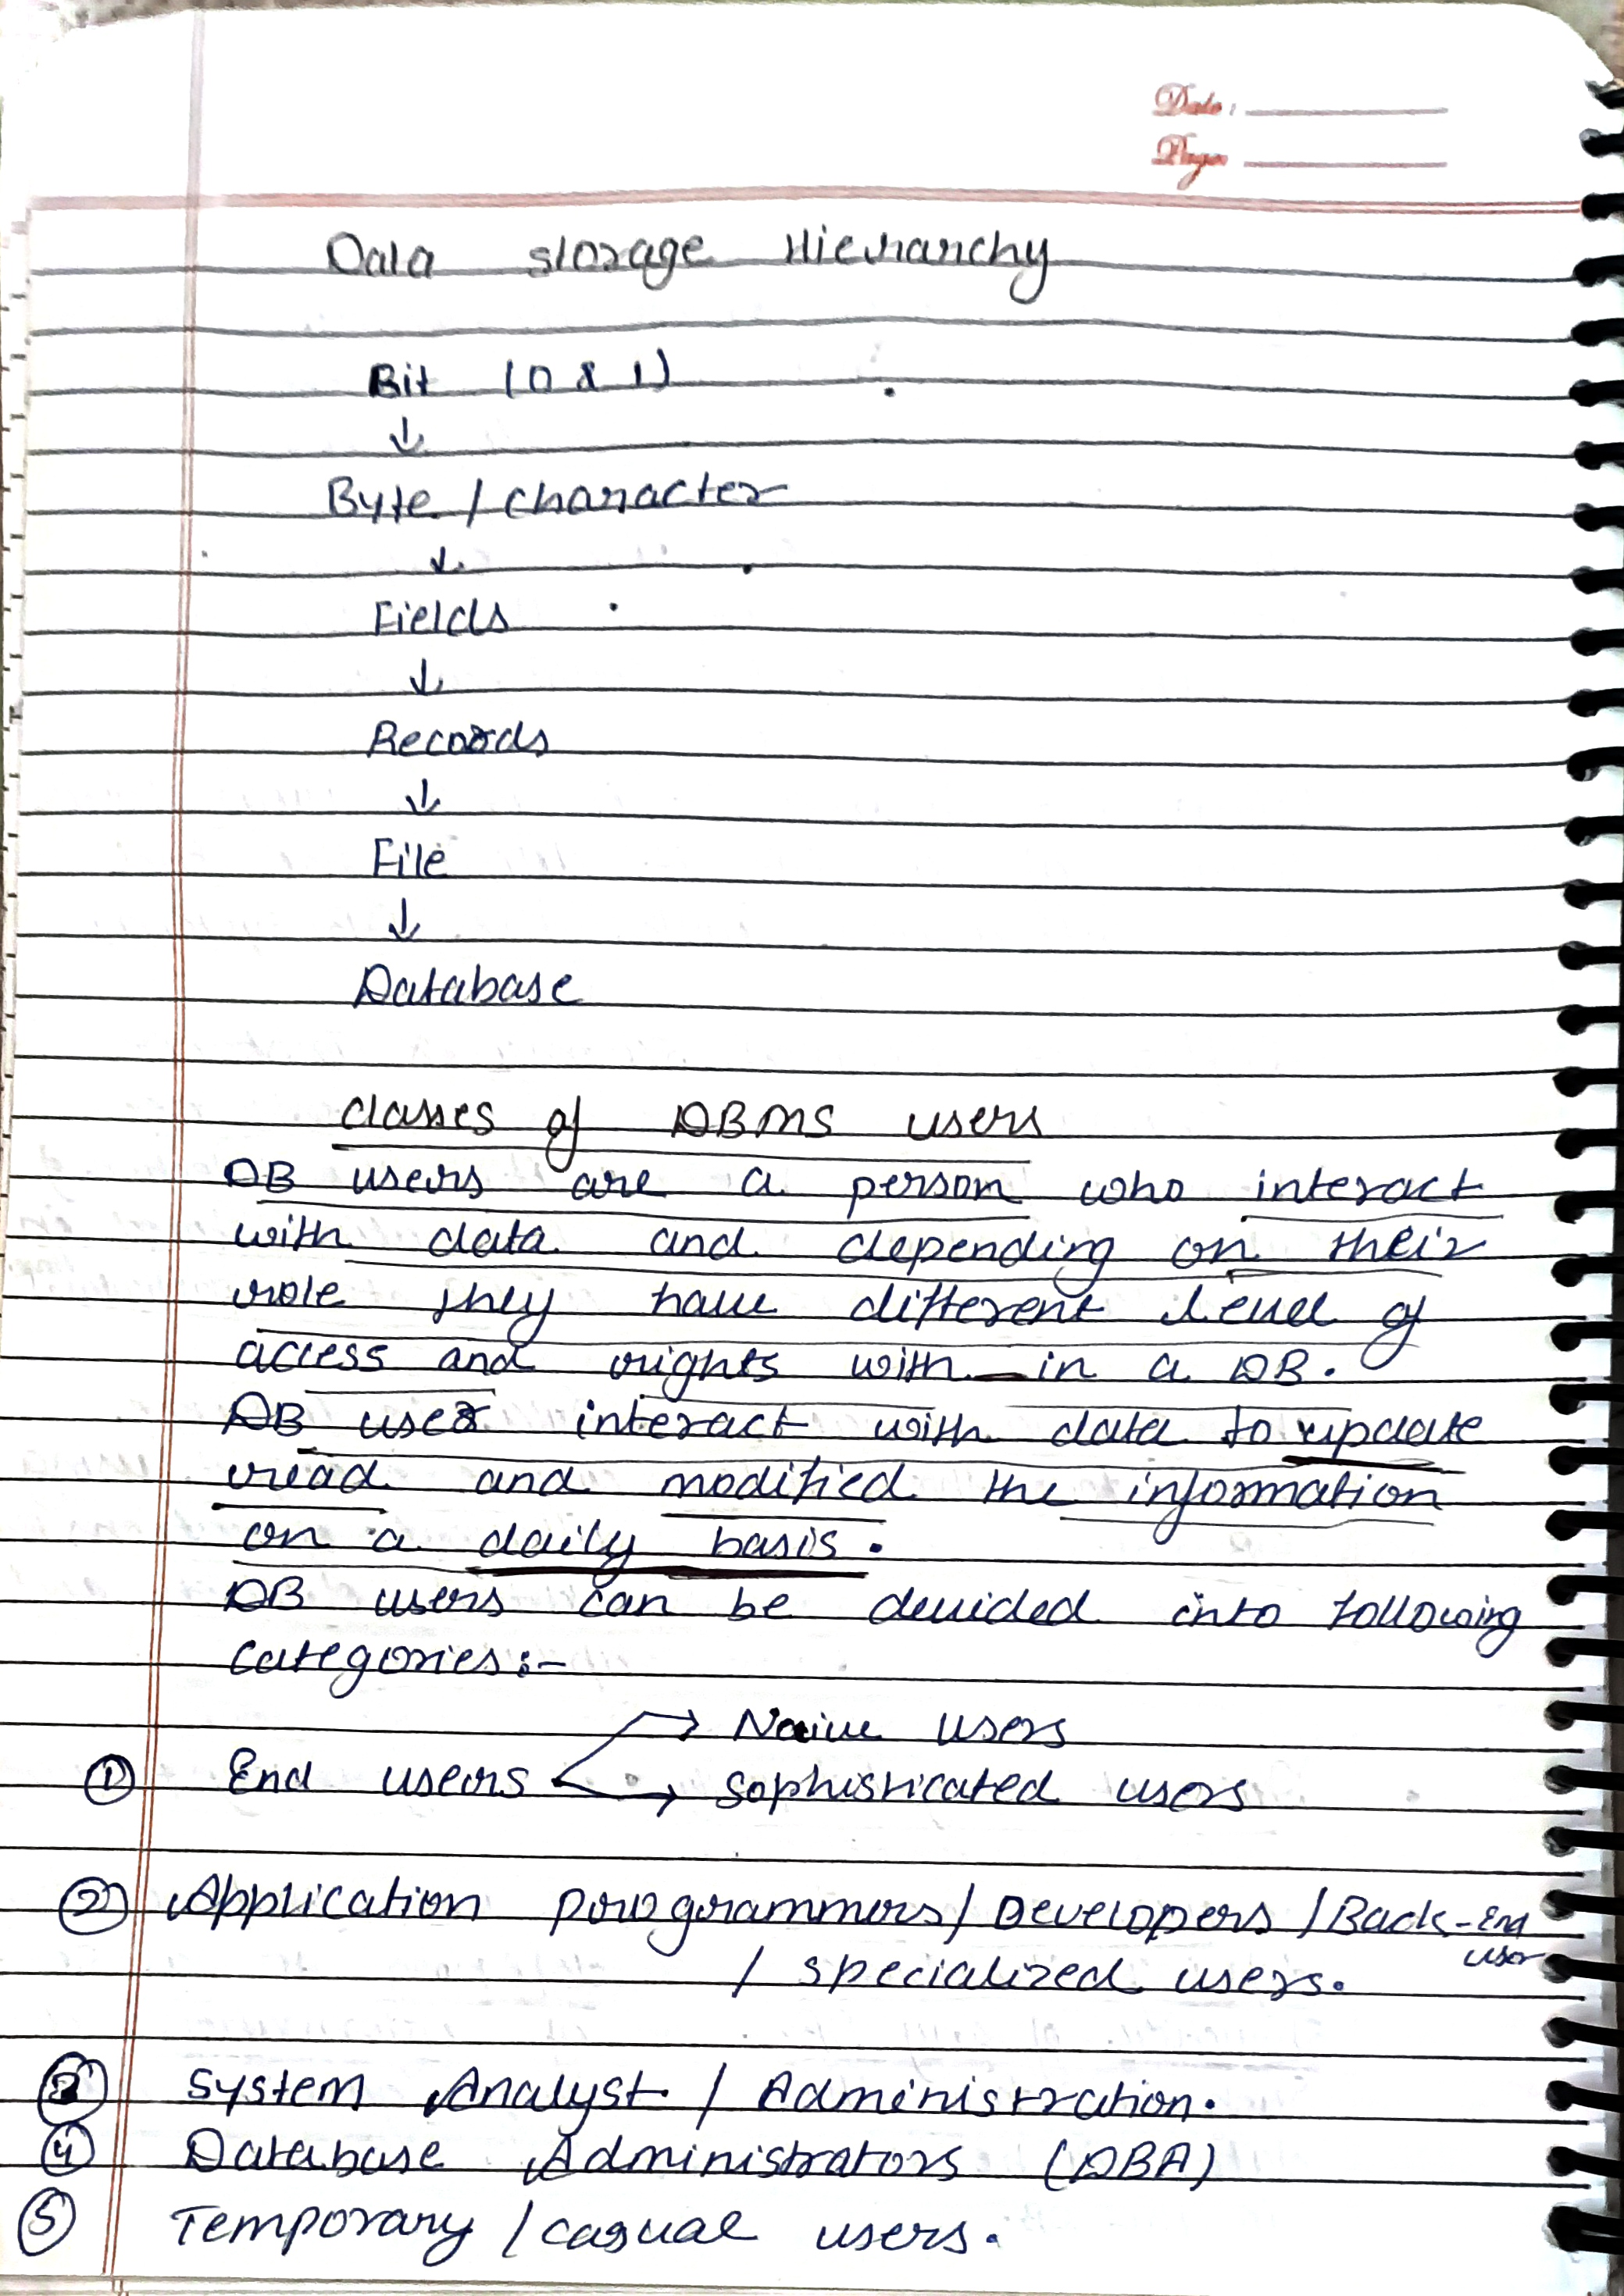 Date:
Page
Data storage Hierarchy
Bit (0 & 1)
↓
Byte / character
↓
Fields
↓
Records
↓
File
↓
Database
classes of DBMS users
DB users are a person who interact
with data and depending on their
role they have different level of
access and rights with-in a DB.
DB user interact with data to update
read and modified the information
on a daily basis.
DB users can be devided into following
categories:-
→ Naive users
① End users
→ sophisticated users
② Application programmers / Developers / Back-End
user
/ specialized users.
③ System Analyst / Administration.
④ Database Administrators (DBA)
⑤ Temporary / casual users.